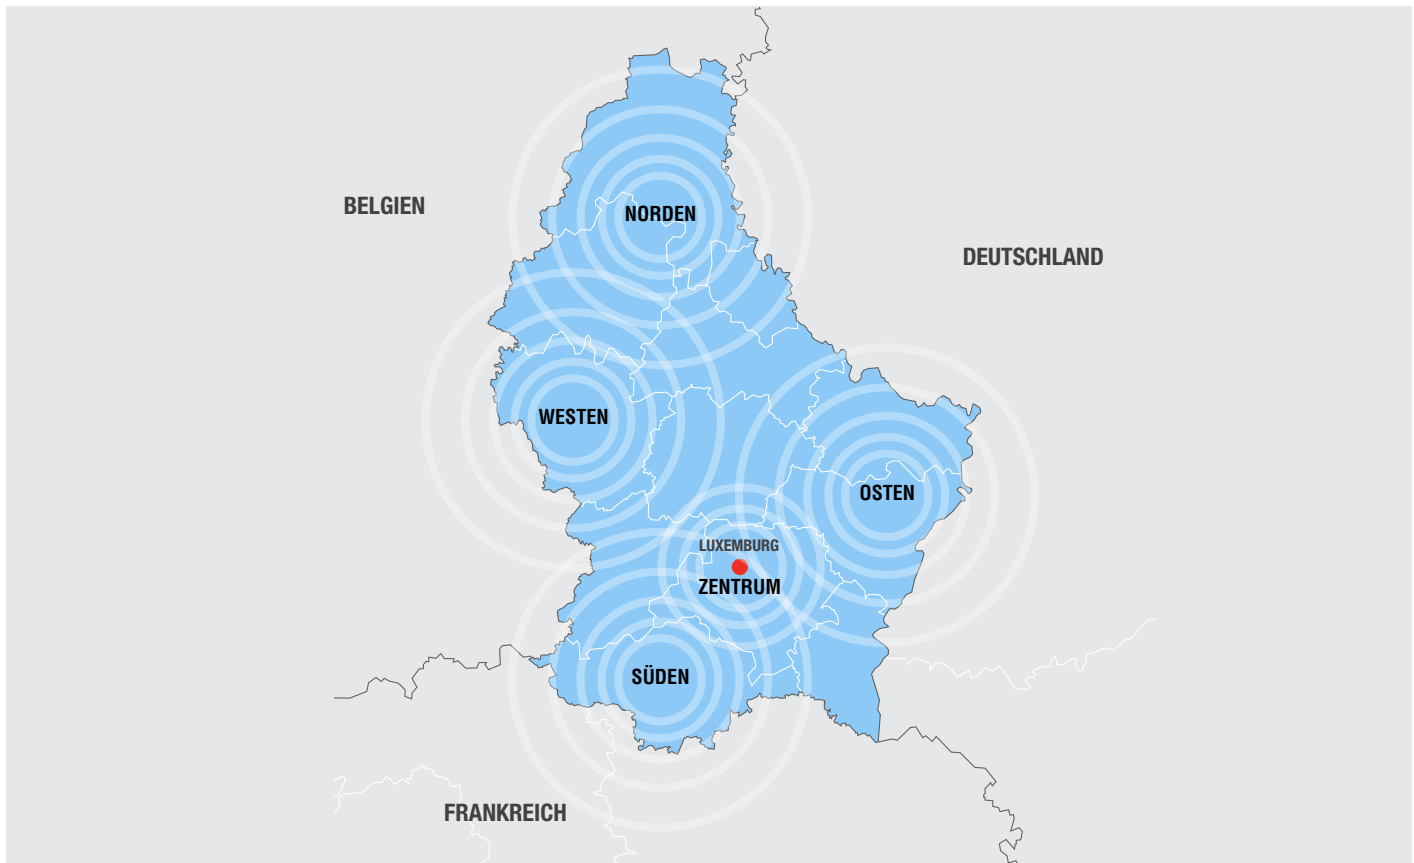 BELGIEN
NORDEN
DEUTSCHLAND
WESTEN
OSTEN
LUXEMBURG
ZENTRUM
SÜDEN
FRANKREICH